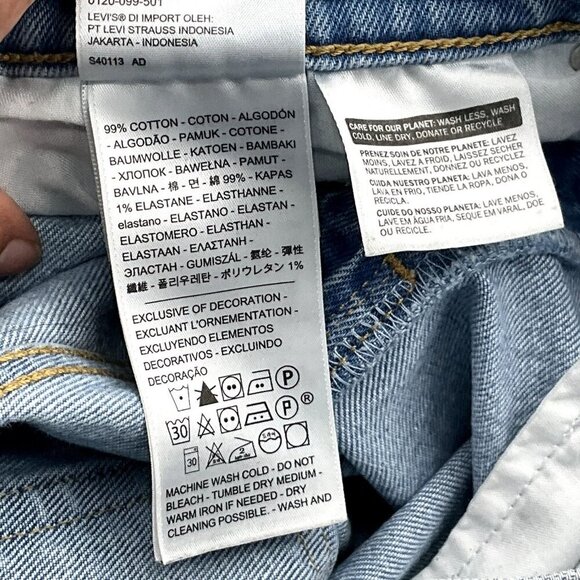 0120-099-501
LEVI'S® DI IMPORT OLEH:
PT LEVI STRAUSS INDONESIA
JAKARTA - INDONESIA
S40113 AD
99% COTTON - COTON - ALGODÓN
- ALGODÃO - PAMUK - COTONE -
BAUMWOLLE - KATOEN - BAMBAKI
- ХЛОПОК - BAWEŁNA - PAMUT -
BAVLNA - 棉 - 면 - 綿 99% - KAPAS
1% ELASTANE - ELASTHANNE -
elastano - ELASTANO - ELASTAN -
ELASTOMERO - ELASTHAN -
ELASTAAN - ΕΛΑΣΤΑΝΗ -
ЭЛАСТАН - GUMISZÁL - 氨纶 - 彈性
纖維 - 폴리우레탄 - ポリウレタン 1%
EXCLUSIVE OF DECORATION -
EXCLUANT L'ORNEMENTATION -
EXCLUYENDO ELEMENTOS
DECORATIVOS - EXCLUINDO
DECORAÇÃO
P
30 P
30 2
MACHINE WASH COLD - DO NOT
BLEACH - TUMBLE DRY MEDIUM -
WARM IRON IF NEEDED - DRY
CLEANING POSSIBLE. - WASH AND
CARE FOR OUR PLANET: WASH LESS, WASH
COLD, LINE DRY, DONATE OR RECYCLE
PRENEZ SOIN DE NOTRE PLANETE: LAVEZ
MOINS, LAVEZ A FROID, LAISSEZ SÉCHER
NATURELLEMENT, DONNEZ OU RECYCLEZ
CUIDA NUESTRO PLANETA: LAVA MENOS,
LAVA EN FRIO, TIENDE LA ROPA, DONA O
RECICLA.
CUIDE DO NOSSO PLANETA: LAVE MENOS,
LAVE EM ÁGUA FRIA, SEQUE EM VARAL, DOE
OU RECICLE.